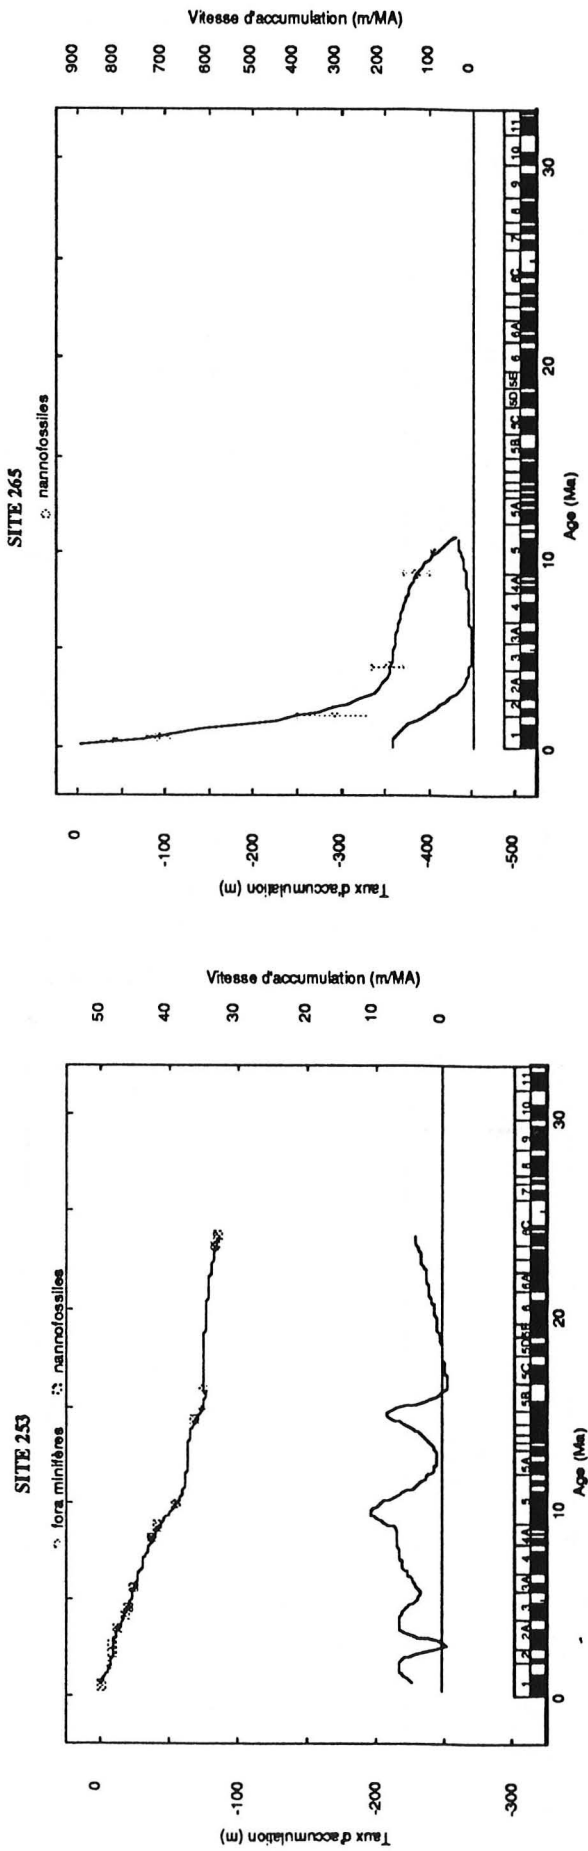 SITE 253
fora minifères nannofossiles
Taux d'accumulation (m)
0
-100
-200
-300
Vitesse d'accumulation (m/MA)
50
40
30
20
10
0
1 2 2A 3 3A 4 4A 5 5A 5B 5C 5D 5E 6 6A 6C 7 8 9 10 11
0 10 20 30
Age (Ma)
SITE 265
nannofossiles
Taux d'accumulation (m)
0
-100
-200
-300
-400
-500
Vitesse d'accumulation (m/MA)
900
800
700
600
500
400
300
200
100
0
1 2 2A 3 3A 4 4A 5 5A 5B 5C 5D 5E 6 6A 6C 7 8 9 10 11
0 10 20 30
Age (Ma)